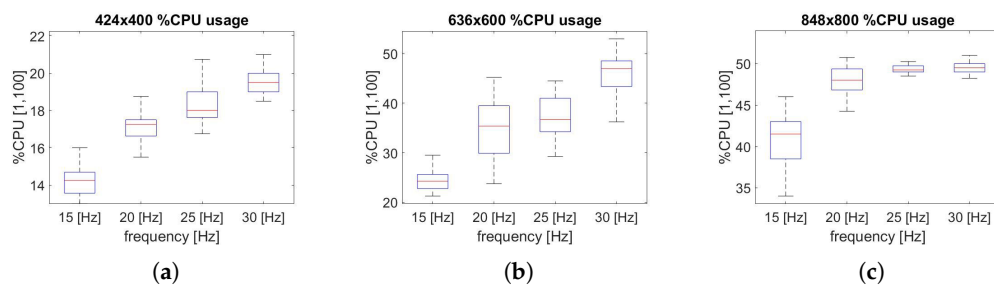 424x400 %CPU usage
22
20
18
16
14
%CPU [1,100]
15 [Hz] 20 [Hz] 25 [Hz] 30 [Hz]
frequency [Hz]
(a)
636x600 %CPU usage
50
40
30
20
%CPU [1,100]
15 [Hz] 20 [Hz] 25 [Hz] 30 [Hz]
frequency [Hz]
(b)
848x800 %CPU usage
50
45
40
35
%CPU [1,100]
15 [Hz] 20 [Hz] 25 [Hz] 30 [Hz]
frequency [Hz]
(c)